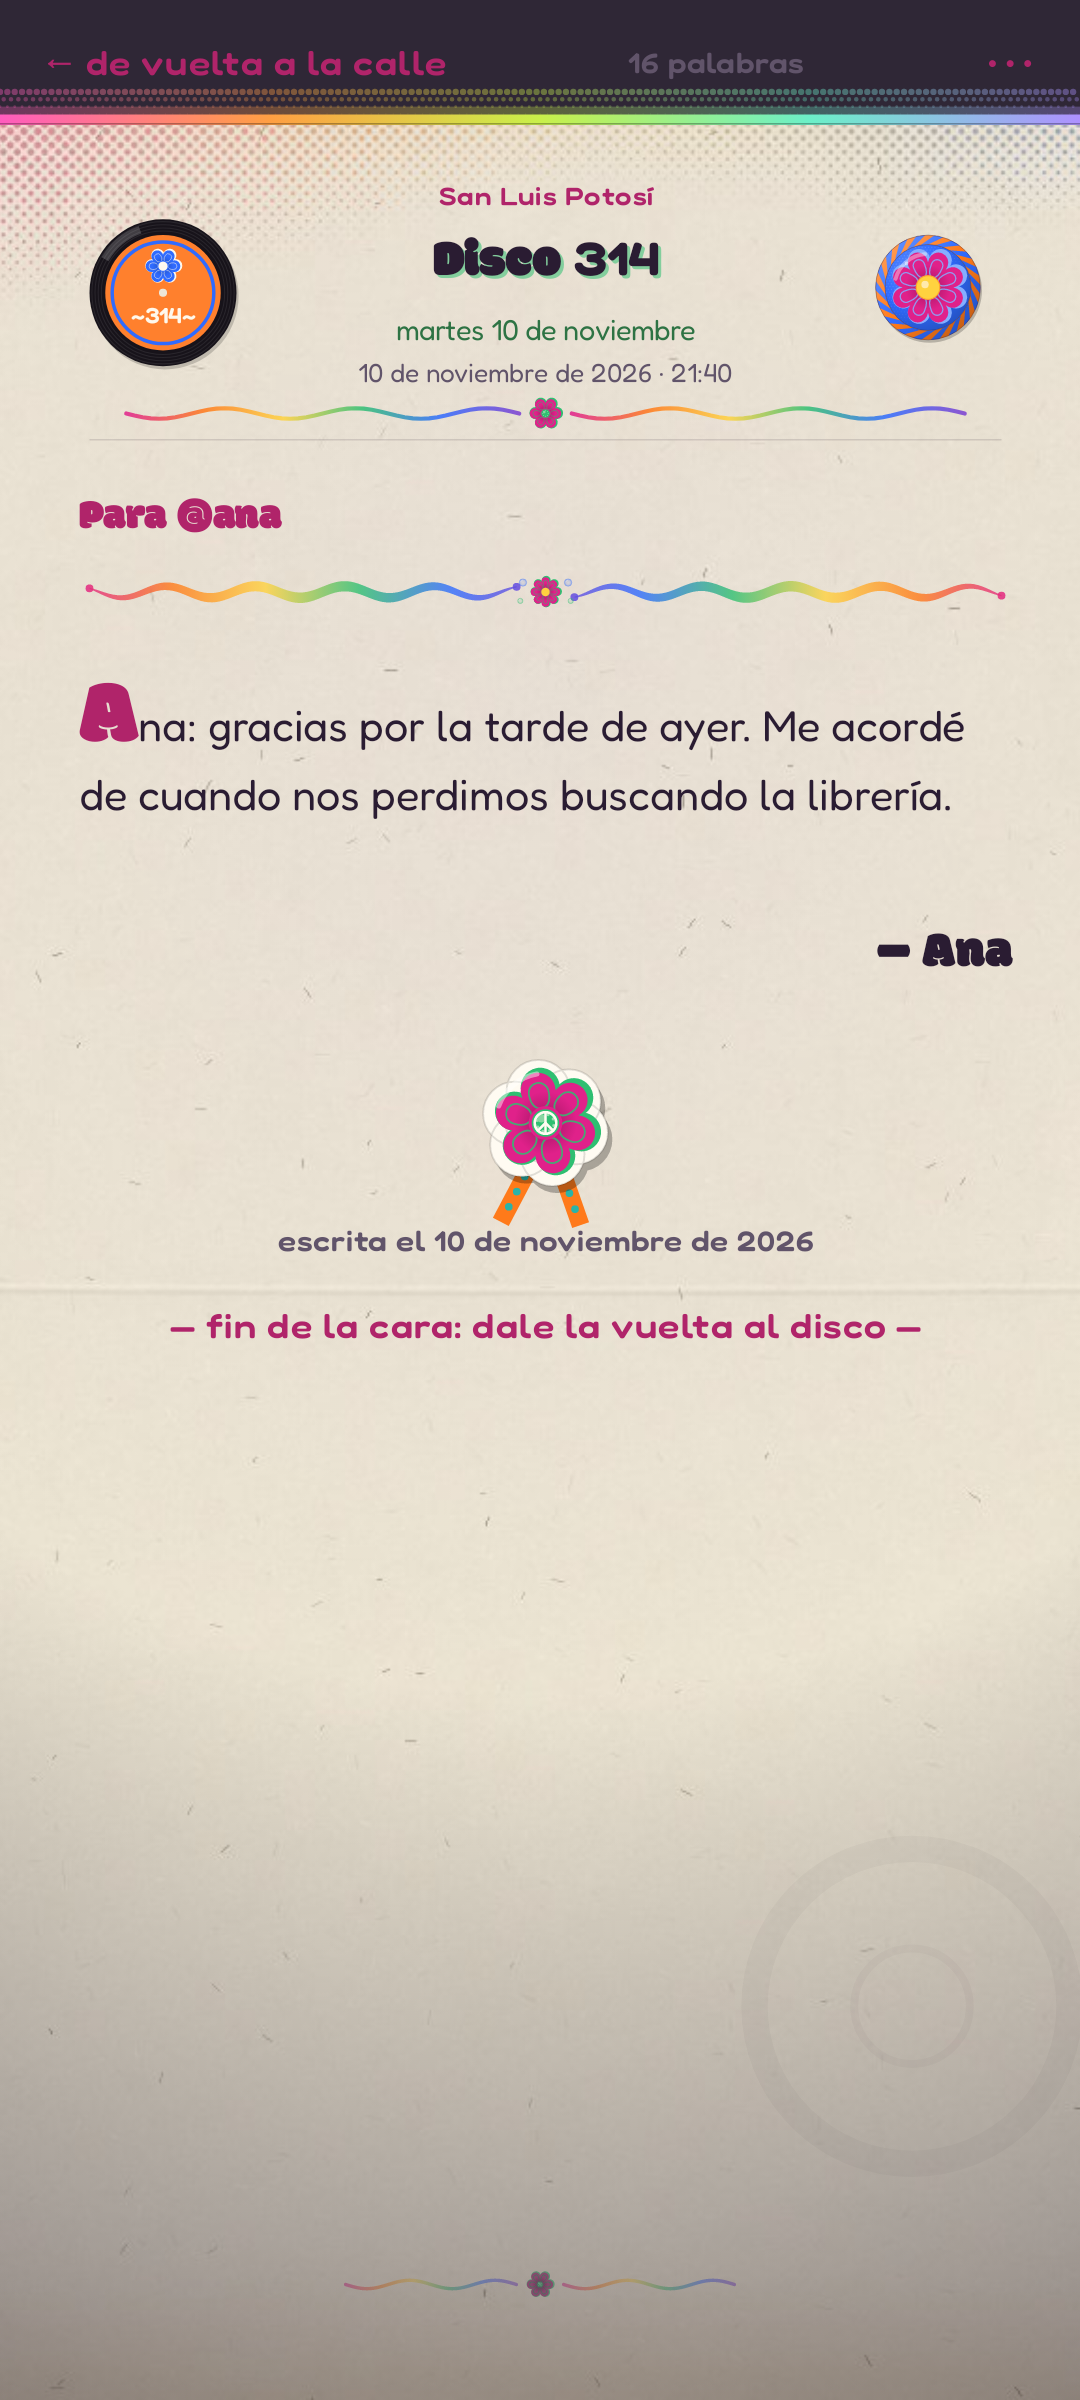 ← de vuelta a la calle 16 palabras ...
San Luis Potosí
Disco 314
~314~
martes 10 de noviembre
10 de noviembre de 2026 · 21:40
Para @ana
Ana: gracias por la tarde de ayer. Me acordé
de cuando nos perdimos buscando la librería.
— Ana
escrita el 10 de noviembre de 2026
— fin de la cara: dale la vuelta al disco —